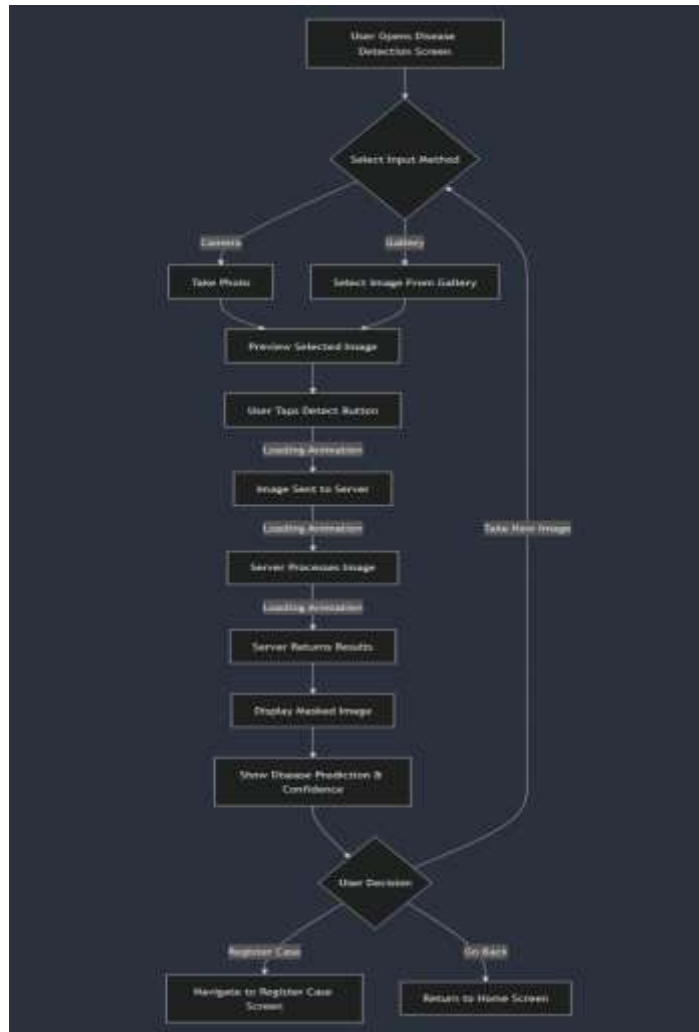 User Opens Disease
Detection Screen
Select Input Method
Camera
Gallery
Take Photo
Select Image From Gallery
Preview Selected Image
User Taps Detect Button
Loading Animation
Image Sent to Server
Loading Animation
Take New Image
Server Processes Image
Loading Animation
Server Returns Results
Display Masked Image
Show Disease Prediction &
Confidence
User Decision
Register Case
Go Back
Navigate to Register Case
Screen
Return to Home Screen